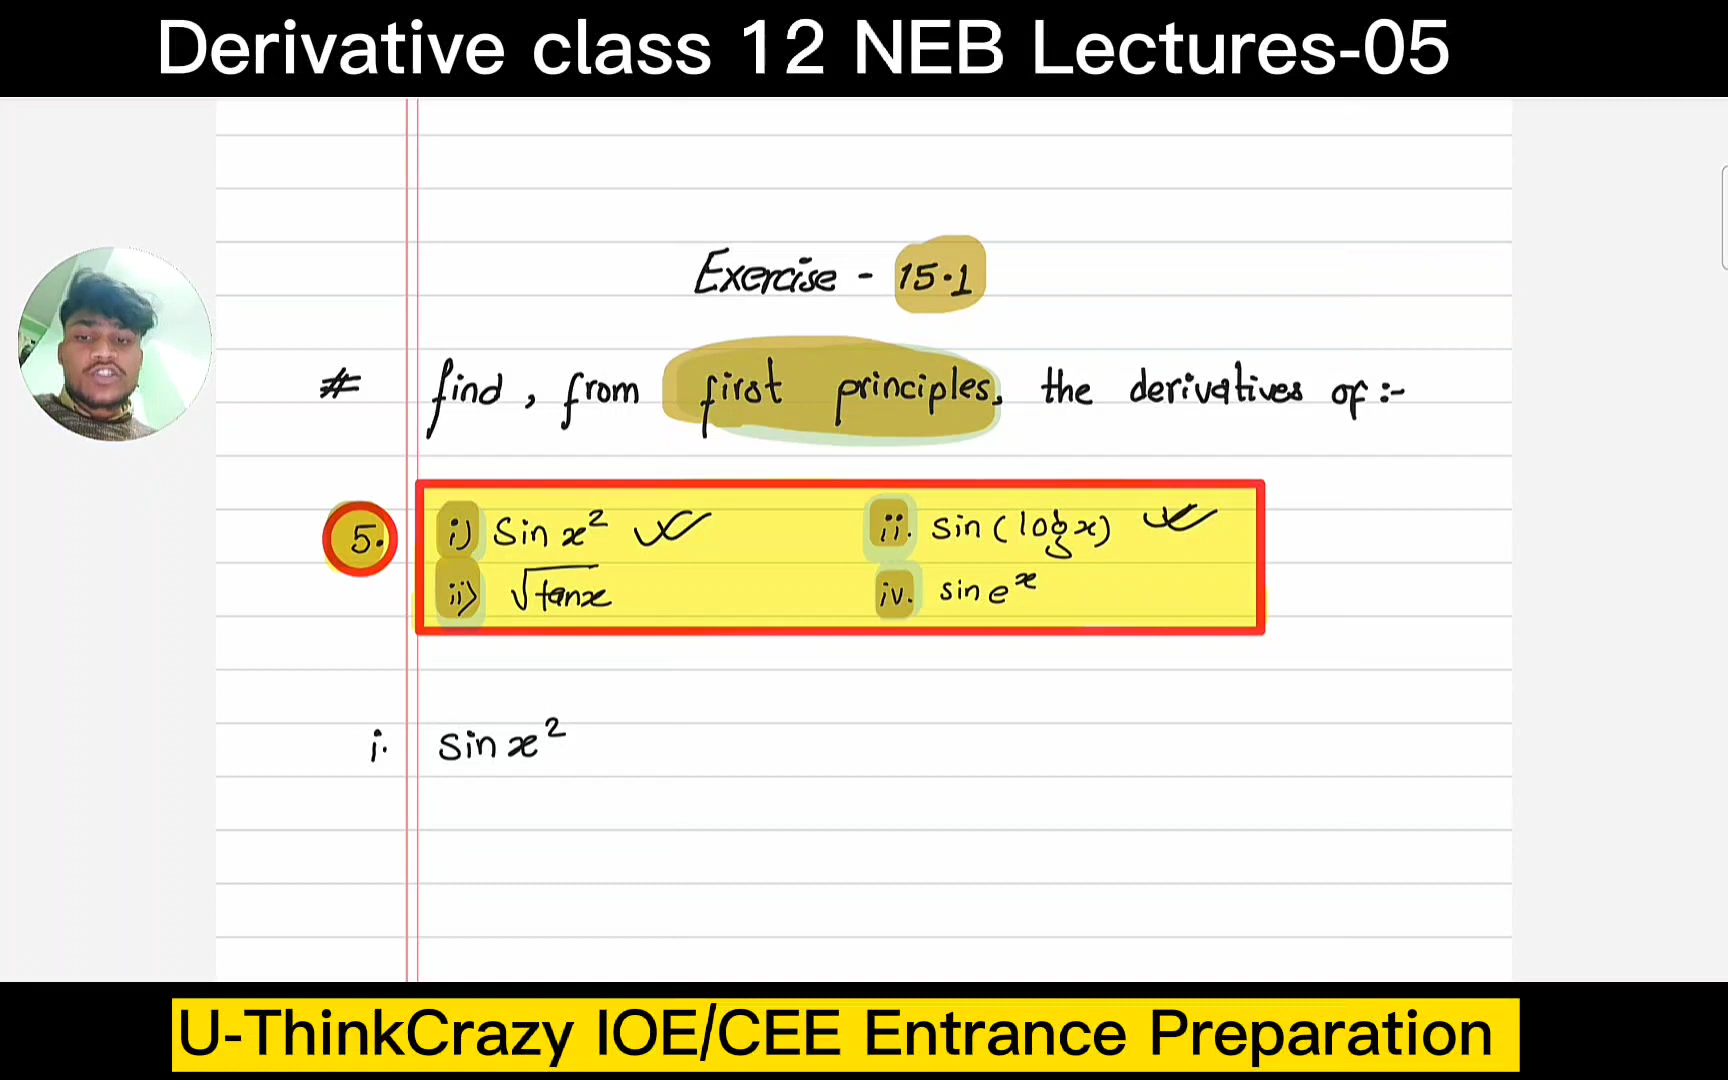 Derivative class 12 NEB Lectures-05
Exercise - 15.1
# find, from first principles, the derivatives of :-
5. i) Sin x² ii. sin (log x)
ii) √tanx iv. sin eˣ
i. Sin x²
U-ThinkCrazy IOE/CEE Entrance Preparation